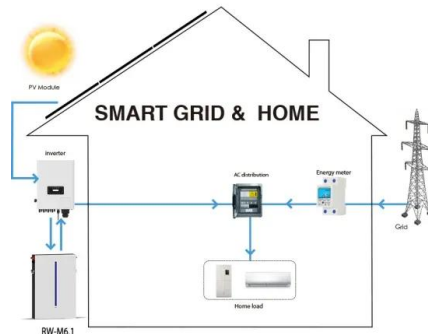 PV Module
SMART GRID & HOME
Inverter
AC distribution
Energy meter
Grid
Home load
RW-M6.1